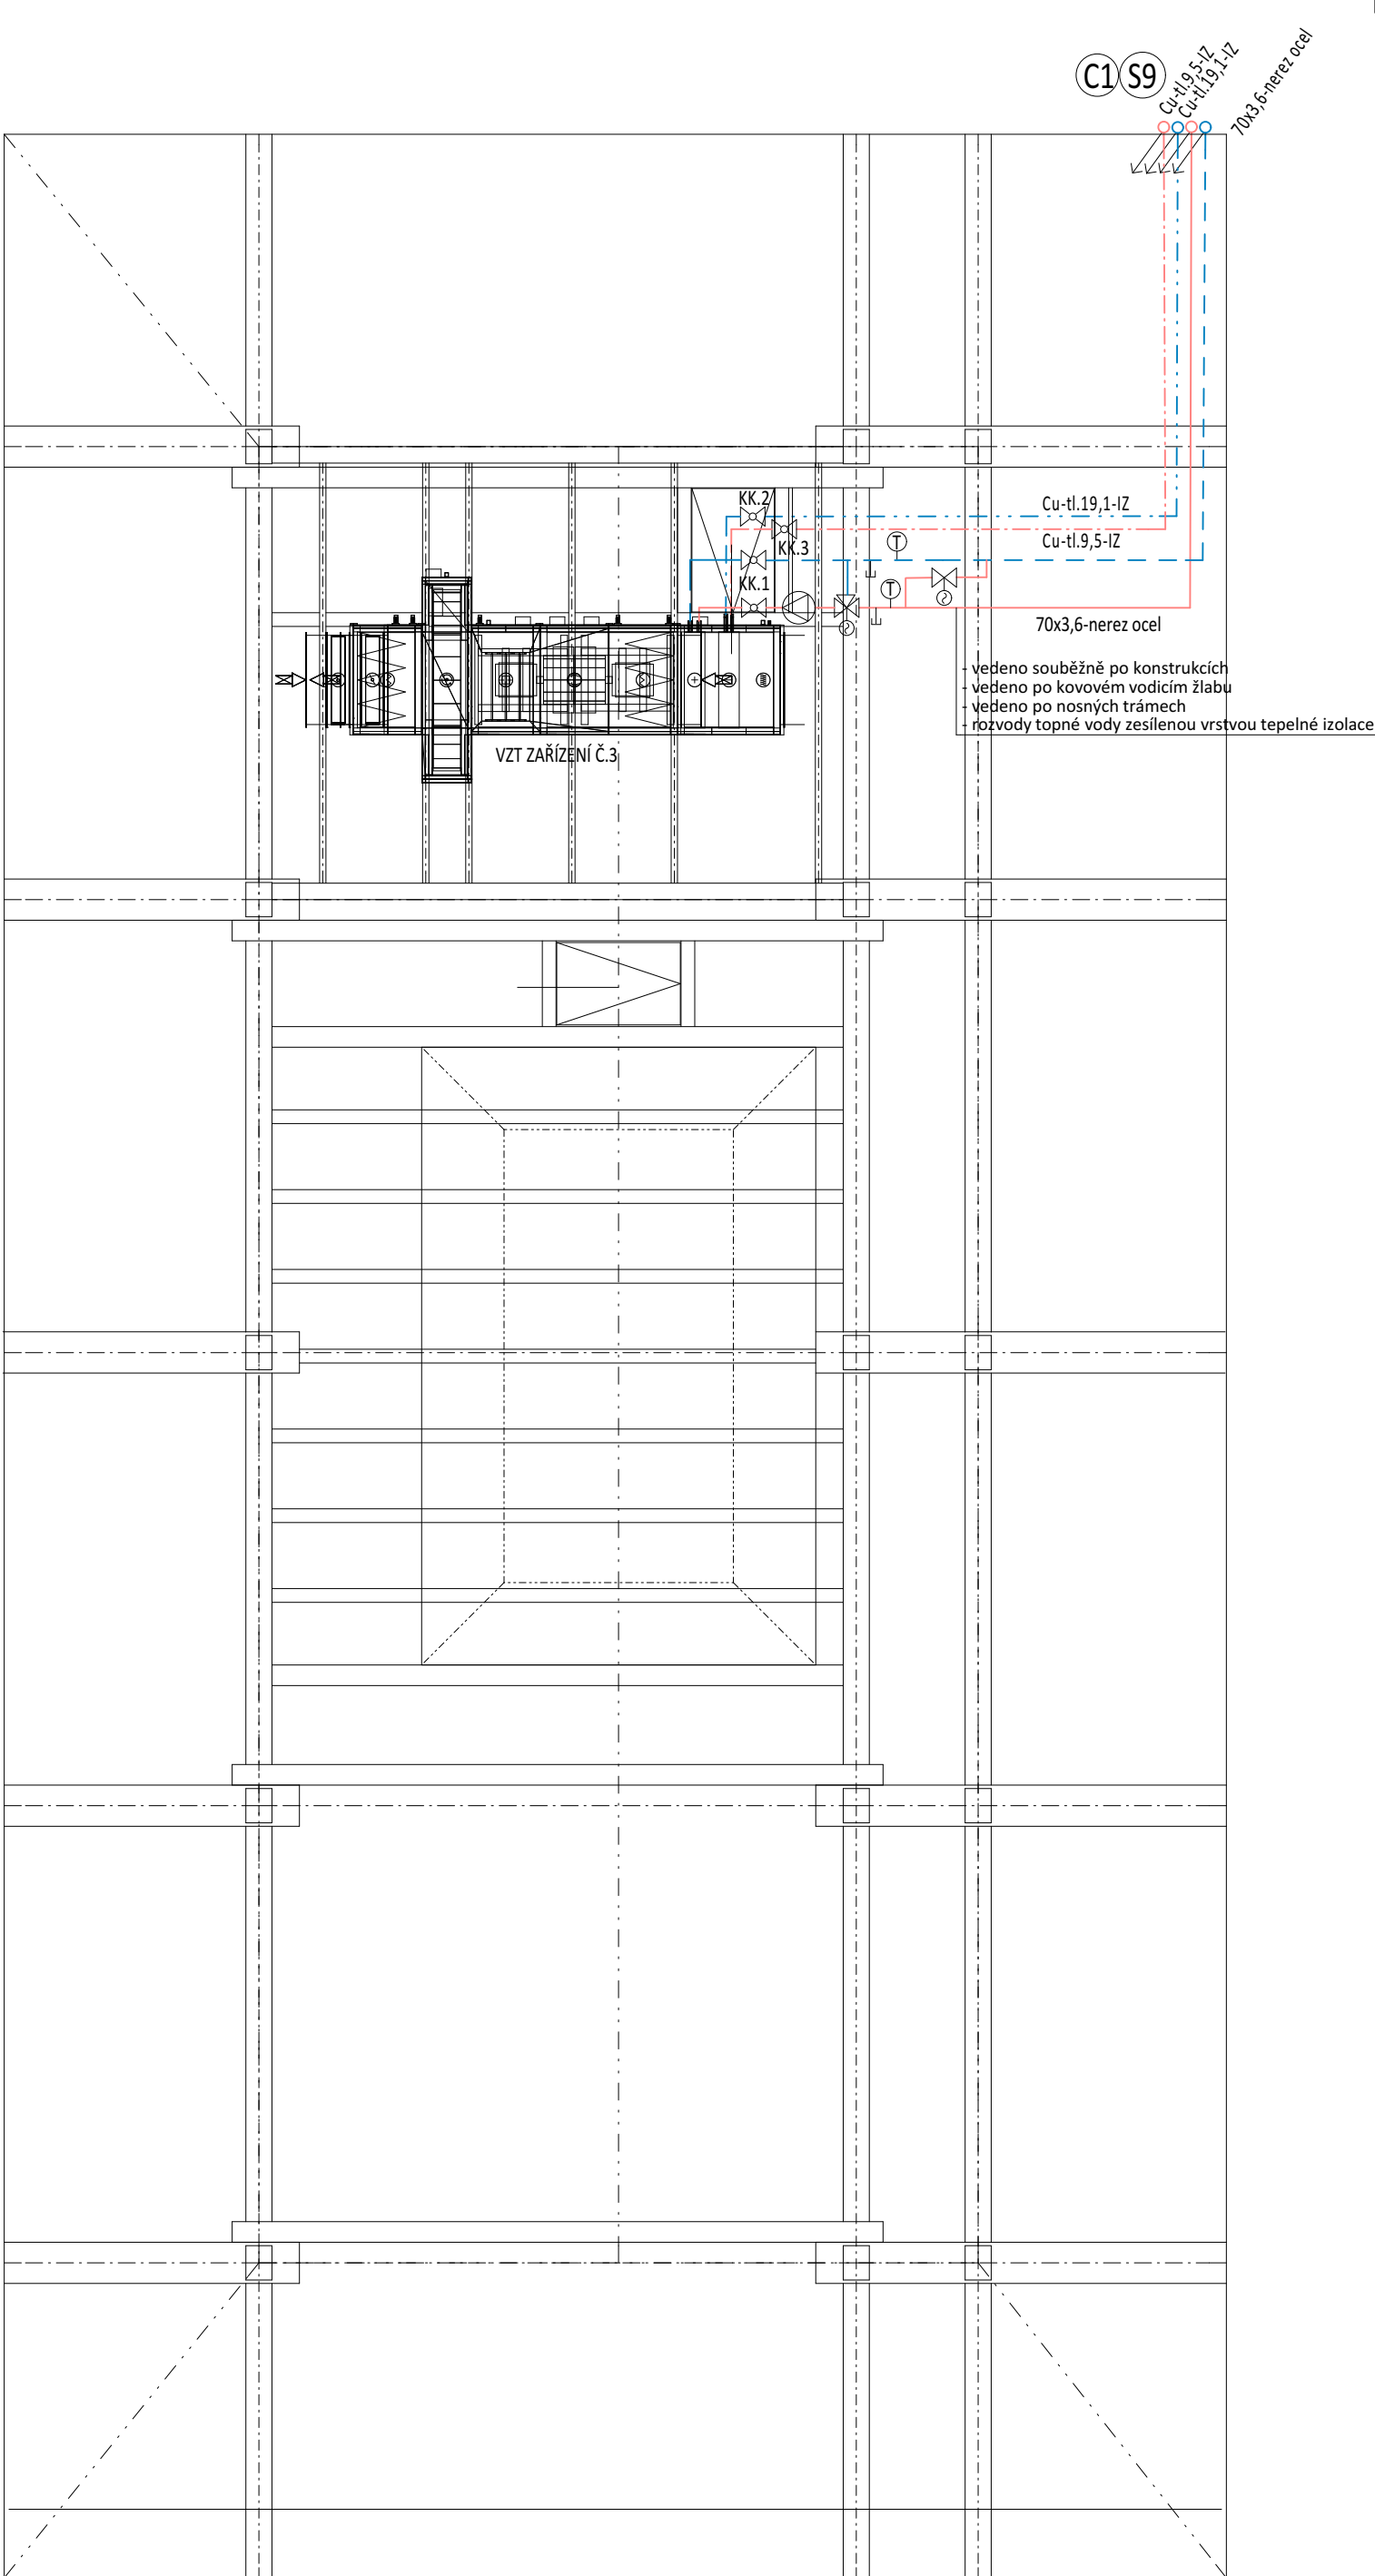 C1 S9
Cu-tl.9,5-IZ
Cu-tl.19,1-IZ
70x3,6-nerez ocel
KK.2
Cu-tl.19,1-IZ
KK.3
Cu-tl.9,5-IZ
T
KK.1
T
70x3,6-nerez ocel
- vedeno souběžně po konstrukcích
- vedeno po kovovém vodicím žlabu
- vedeno po nosných trámech
- rozvody topné vody zesílenou vrstvou tepelné izolace
VZT ZAŘÍZENÍ Č.3